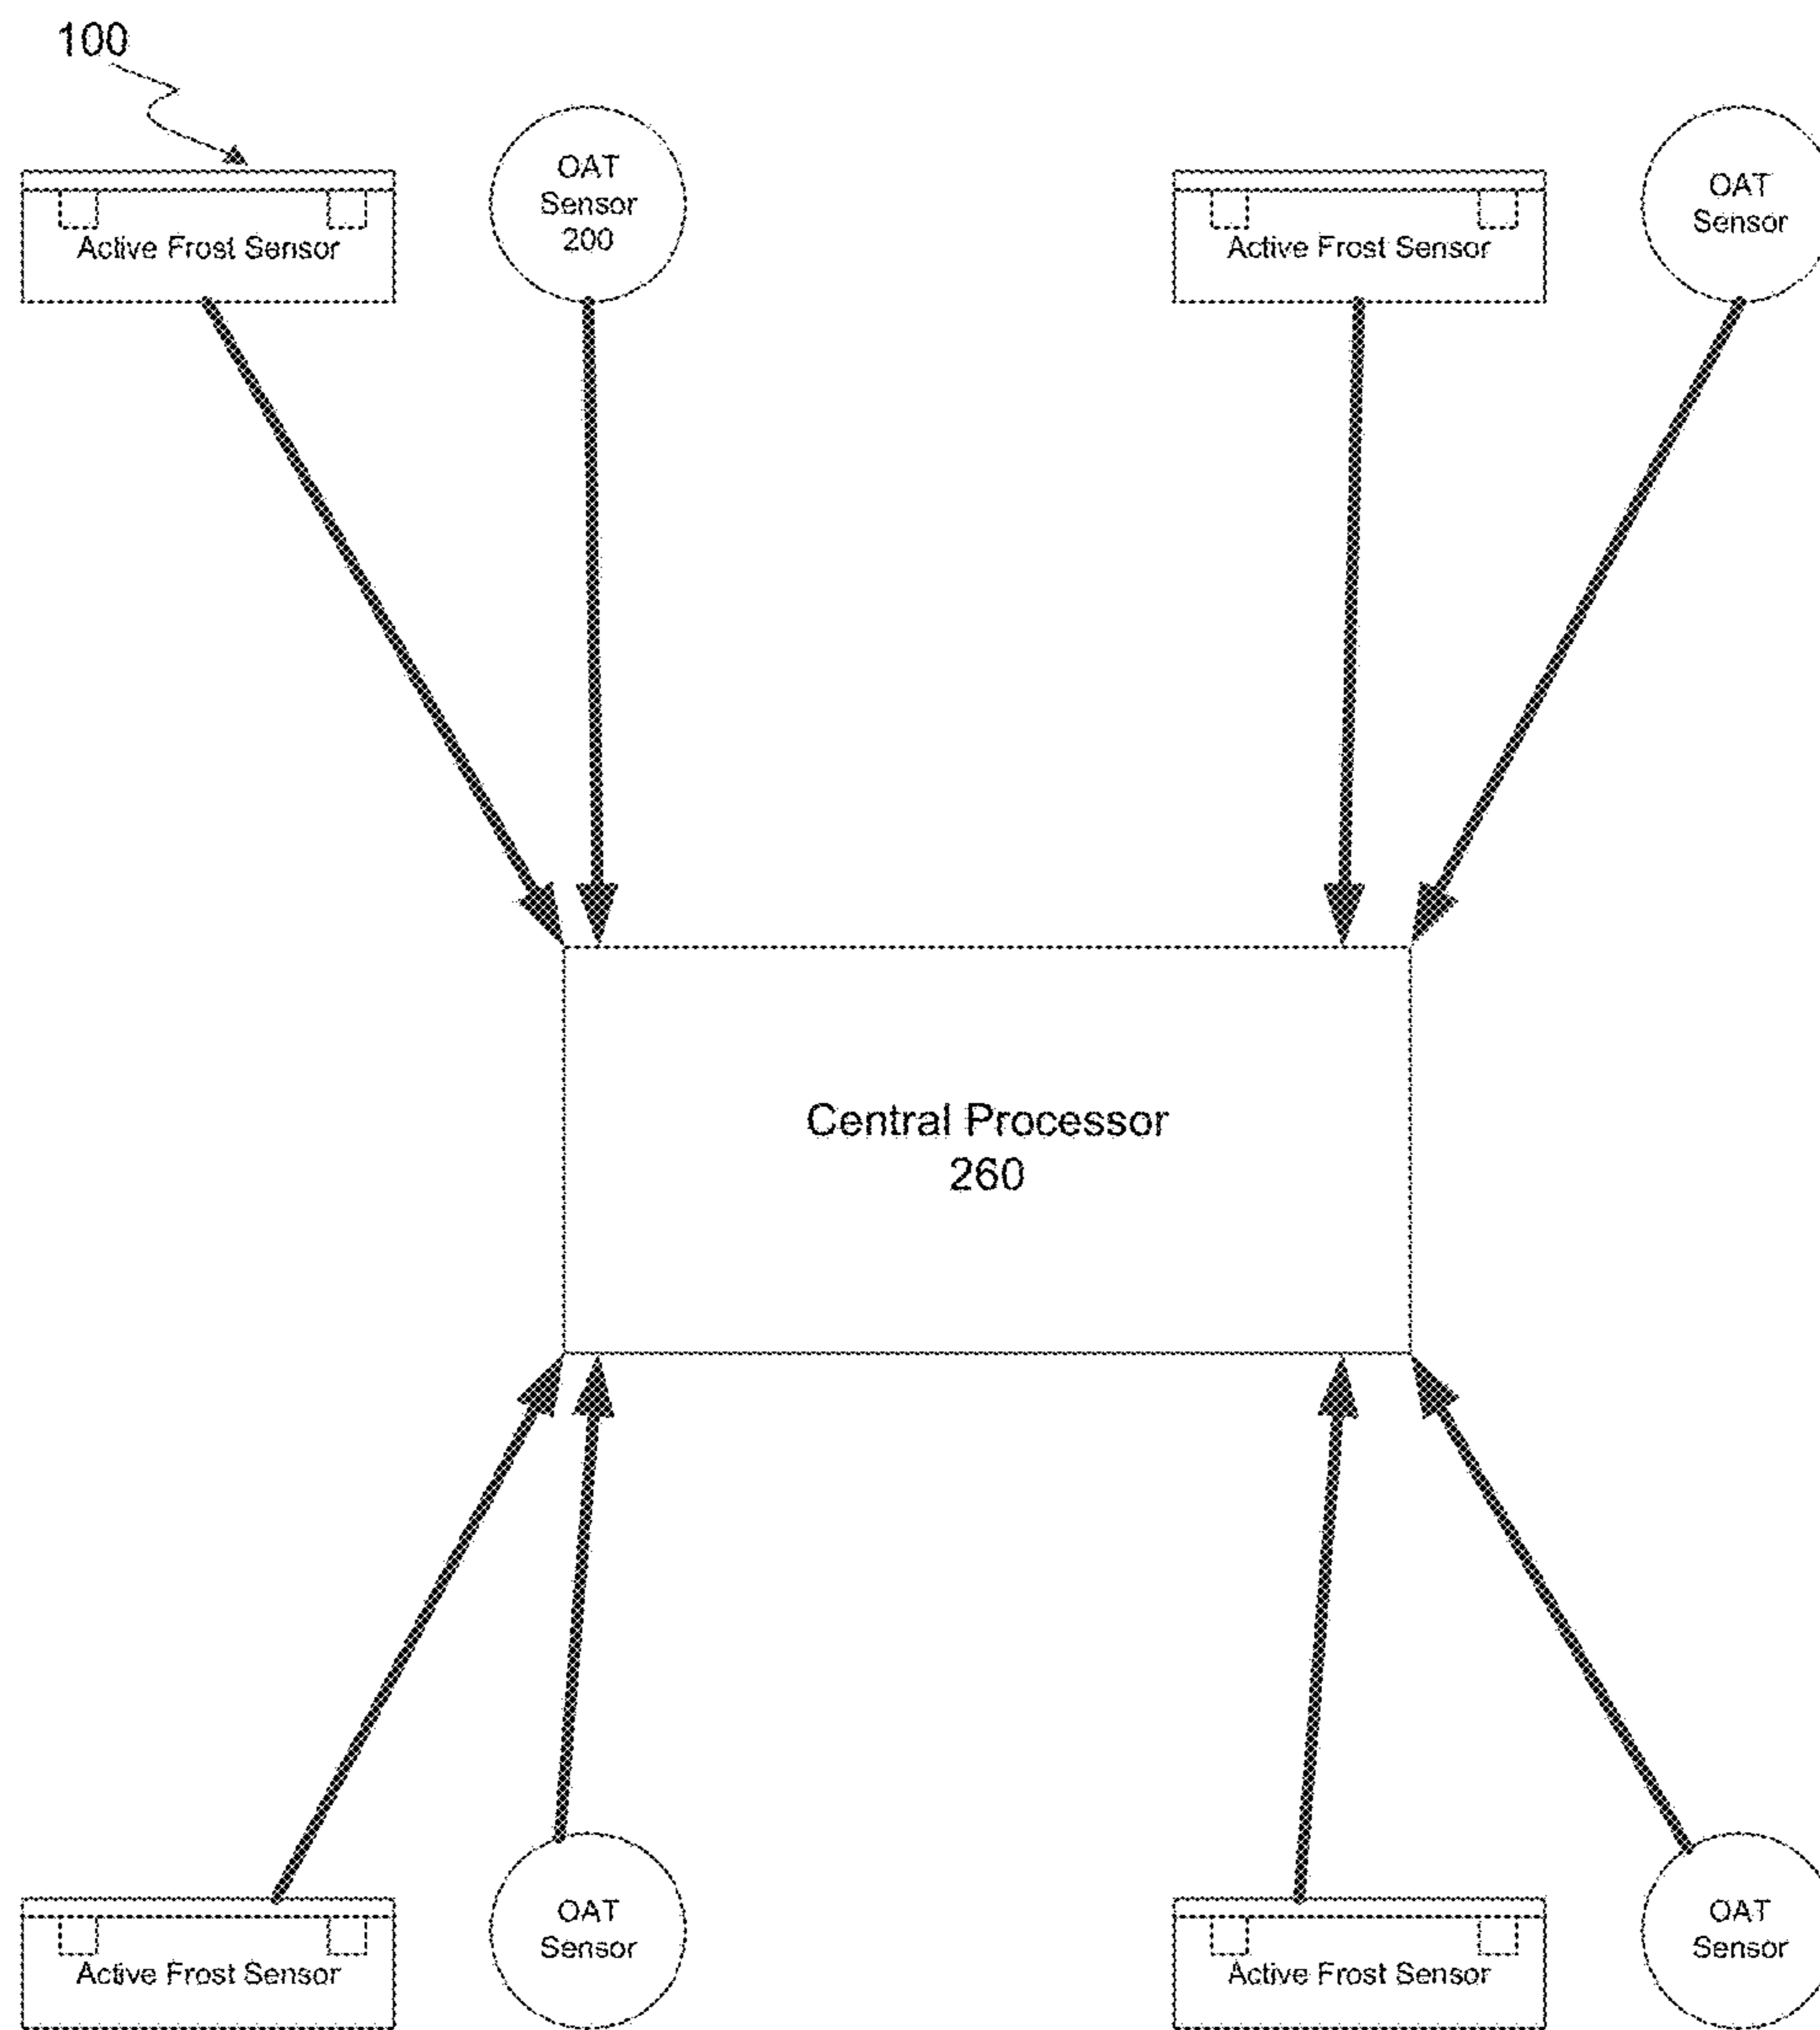 100
OAT
Sensor
200
Active Frost Sensor
OAT
Sensor
Active Frost Sensor
Central Processor
260
OAT
Sensor
Active Frost Sensor
OAT
Sensor
Active Frost Sensor